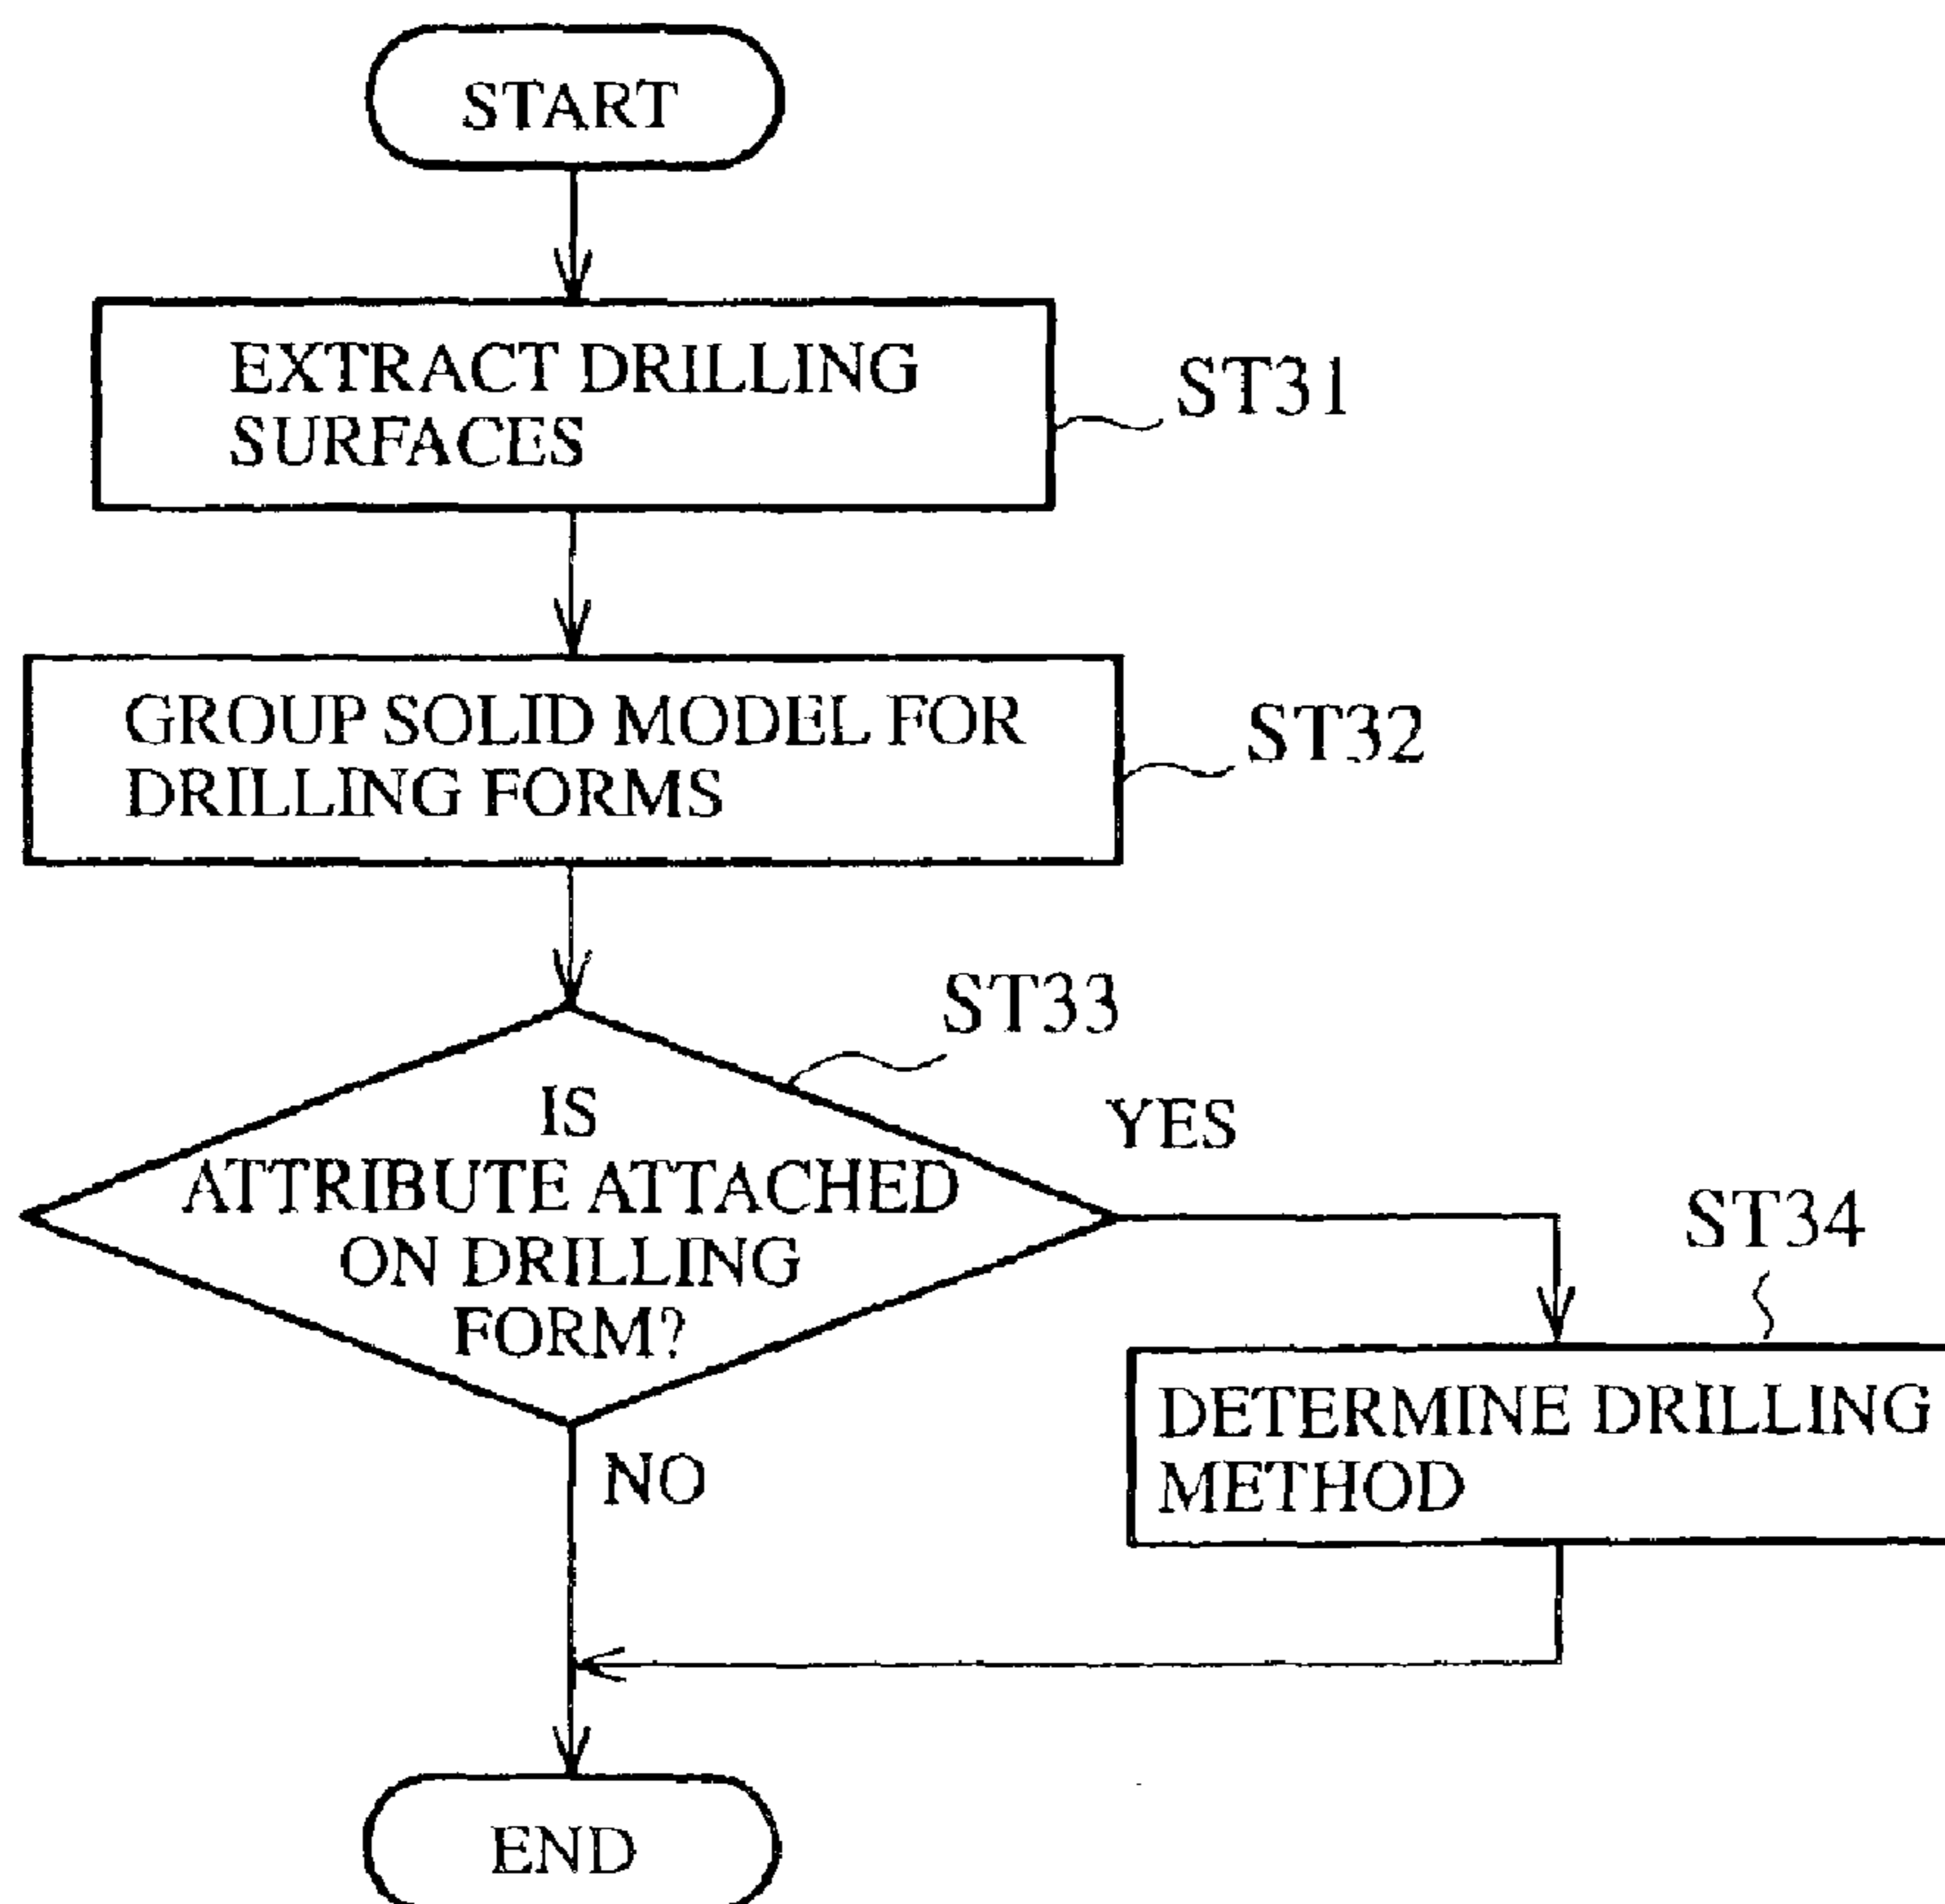 START
EXTRACT DRILLING
SURFACES
ST31
GROUP SOLID MODEL FOR
DRILLING FORMS
ST32
ST33
IS
ATTRIBUTE ATTACHED
ON DRILLING
FORM?
YES
ST34
DETERMINE DRILLING
METHOD
NO
END